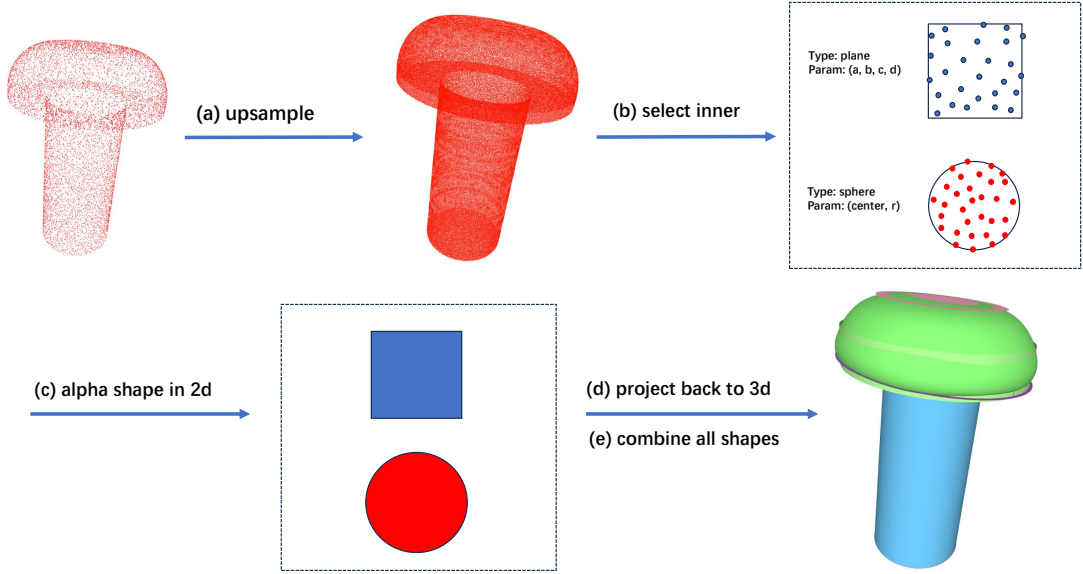 (a) upsample
(b) select inner
Type: plane
Param: (a, b, c, d)
Type: sphere
Param: (center, r)
(c) alpha shape in 2d
(d) project back to 3d
(e) combine all shapes